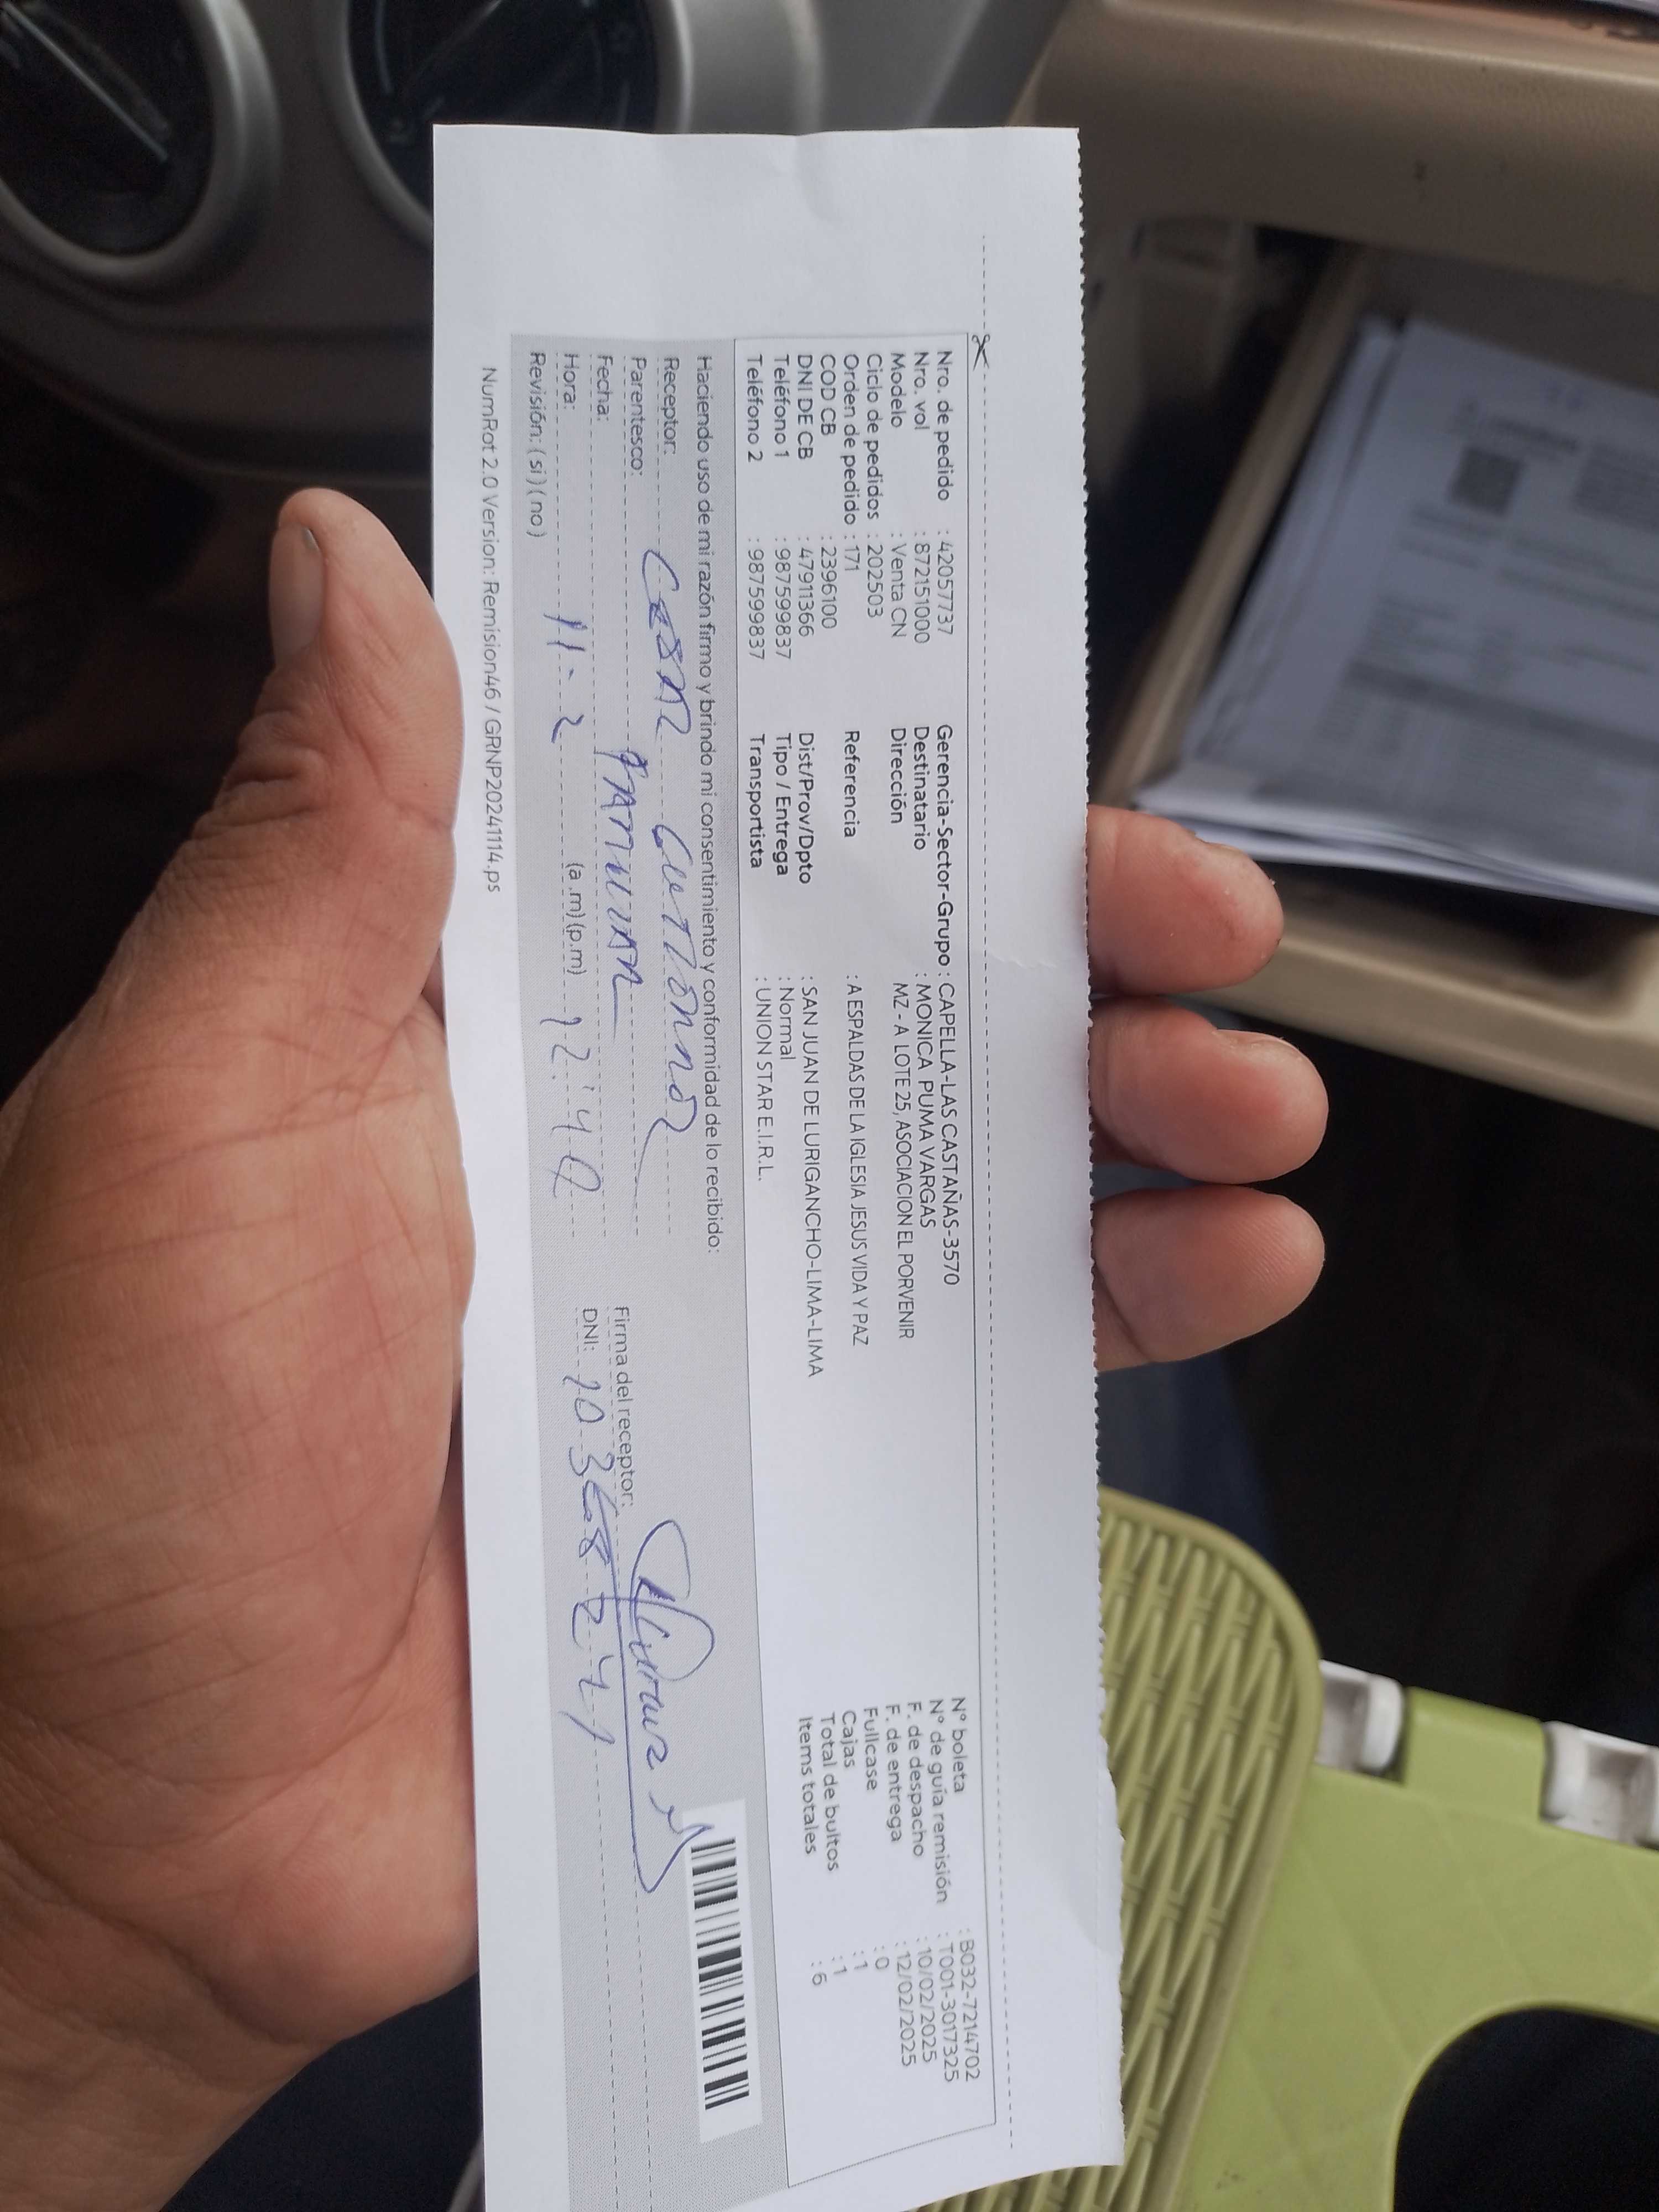 Nro. de pedido : 42057737 Gerencia-Sector-Grupo : CAPELLA-LAS CASTAÑAS-3570 N° boleta : B032-7214702
Nro. vol : 872151000 Destinatario : MONICA PUMA VARGAS N° de guía remisión : T001-3017325
Modelo : Venta CN Dirección : MZ - A LOTE 25, ASOCIACION EL PORVENIR F. de despacho : 10/02/2025
Ciclo de pedidos : 202503 F. de entrega : 12/02/2025
Orden de pedido : 171 Referencia : A ESPALDAS DE LA IGLESIA JESUS VIDA Y PAZ Fullcase : 0
COD CB : 2396100 Cajas : 1
DNI DE CB : 47911366 Dist/Prov/Dpto : SAN JUAN DE LURIGANCHO-LIMA-LIMA Total de bultos : 1
Teléfono 1 : 987599837 Tipo / Entrega : Normal Items totales : 6
Teléfono 2 : 987599837 Transportista : UNION STAR E.I.R.L.
Haciendo uso de mi razón firmo y brindo mi consentimiento y conformidad de lo recibido:
Receptor:
Parentesco: Firma del receptor:
Fecha: DNI:
Hora: 11-2 (a.m)(p.m) 12:40
Revisión: (si) (no)
NumRot 2.0 Version: Remision46 / GRNP20241114.ps